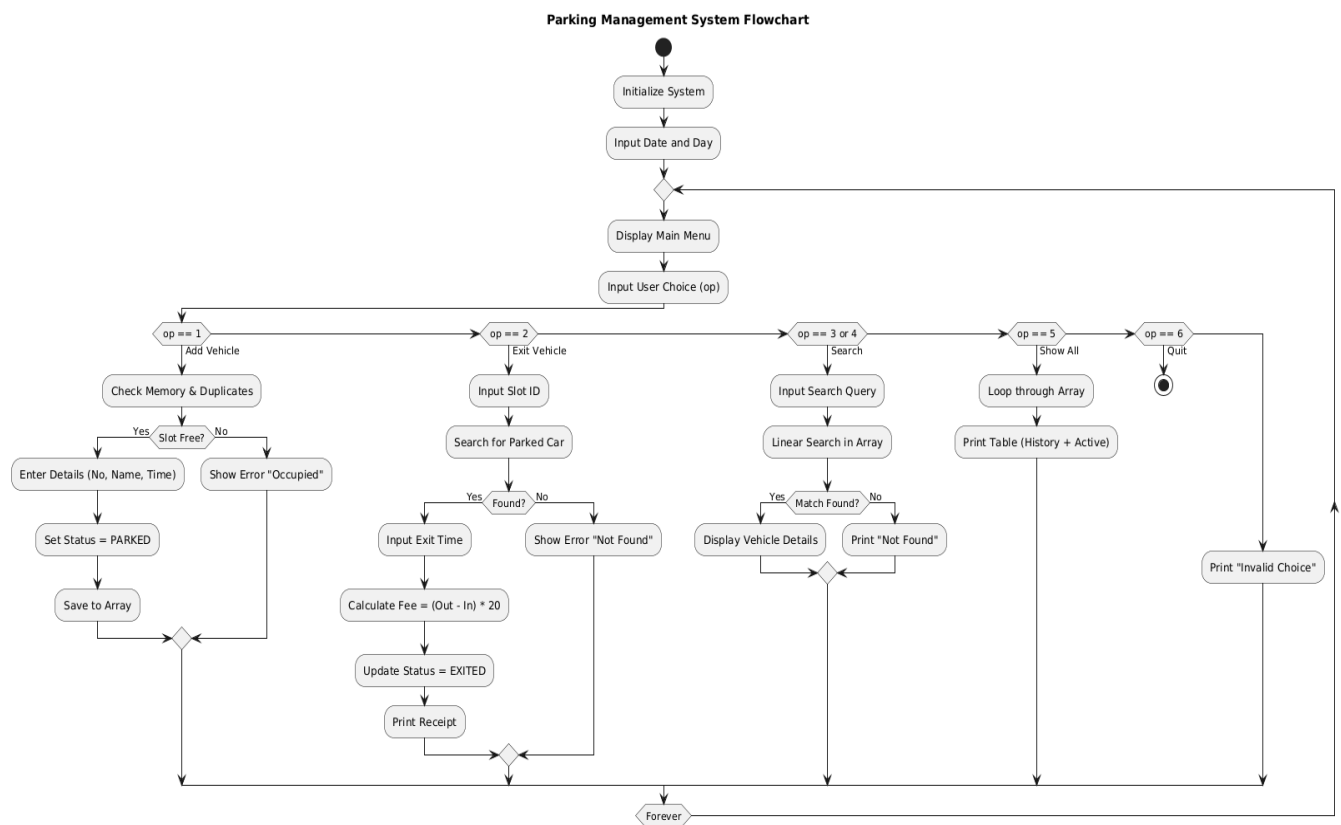 Parking Management System Flowchart
Initialize System
Input Date and Day
Display Main Menu
Input User Choice (op)
op == 1
Add Vehicle
Check Memory & Duplicates
Yes
Slot Free?
No
Enter Details (No, Name, Time)
Show Error "Occupied"
Set Status = PARKED
Save to Array
op == 2
Exit Vehicle
Input Slot ID
Search for Parked Car
Yes
Found?
No
Input Exit Time
Show Error "Not Found"
Calculate Fee = (Out - In) * 20
Update Status = EXITED
Print Receipt
op == 3 or 4
Search
Input Search Query
Linear Search in Array
Yes
Match Found?
No
Display Vehicle Details
Print "Not Found"
op == 5
Show All
Loop through Array
Print Table (History + Active)
op == 6
Quit
Print "Invalid Choice"
Forever